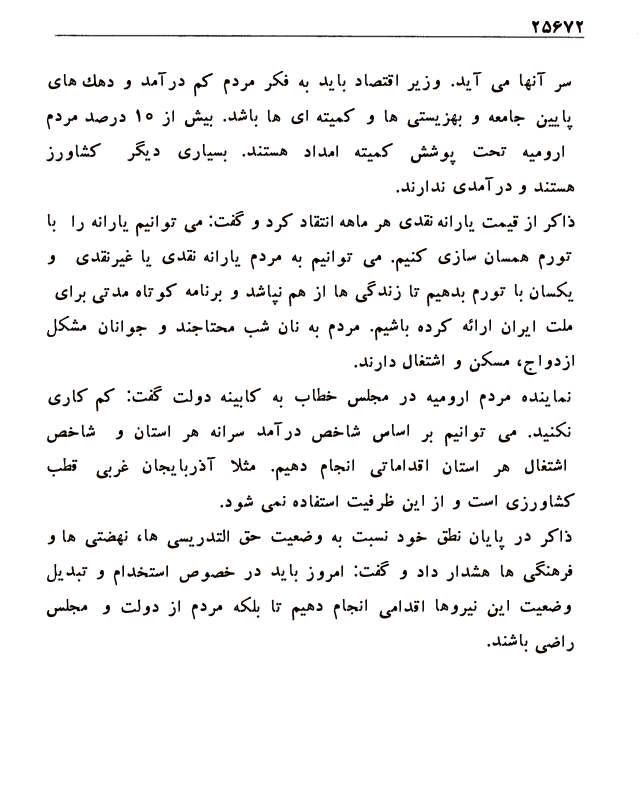 ۲۵۶۷۲
سر آنها می آید. وزیر اقتصاد باید به فکر مردم کم درآمد و دهك های
پایین جامعه و بهزیستی ها و کمیته ای ها باشد. بیش از ۱۰ درصد مردم
ارومیه تحت پوشش کمیته امداد هستند. بسیاری دیگر کشاورز
هستند و درآمدی ندارند.
ذاکر از قیمت یارانه نقدی هر ماهه انتقاد کرد و گفت: می توانیم یارانه را با
تورم همسان سازی کنیم. می توانیم به مردم یارانه نقدی یا غیرنقدی و
یکسان با تورم بدهیم تا زندگی ها از هم نپاشد و برنامه کوتاه مدتی برای
ملت ایران ارائه کرده باشیم. مردم به نان شب محتاجند و جوانان مشکل
ازدواج، مسکن و اشتغال دارند.
نماینده مردم ارومیه در مجلس خطاب به کابینه دولت گفت: کم کاری
نکنید. می توانیم بر اساس شاخص درآمد سرانه هر استان و شاخص
اشتغال هر استان اقداماتی انجام دهیم. مثلا آذربایجان غربی قطب
کشاورزی است و از این ظرفیت استفاده نمی شود.
ذاکر در پایان نطق خود نسبت به وضعیت حق التدریسی ها، نهضتی ها و
فرهنگی ها هشدار داد و گفت: امروز باید در خصوص استخدام و تبدیل
وضعیت این نیروها اقدامی انجام دهیم تا بلکه مردم از دولت و مجلس
راضی باشند.